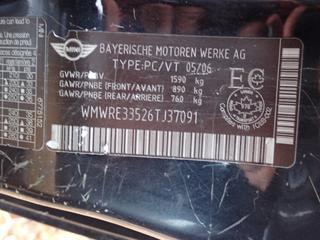 MINI
BAYERISCHE MOTOREN WERKE AG
TYPE:PC/VT 05/06
GVWR/PNBV 1590 kg
GAWR/PNBE (FRONT/AVANT) 890 kg
GAWR/PNBE (REAR/ARRIERE) 760 kg
WMWRE33526TJ37091